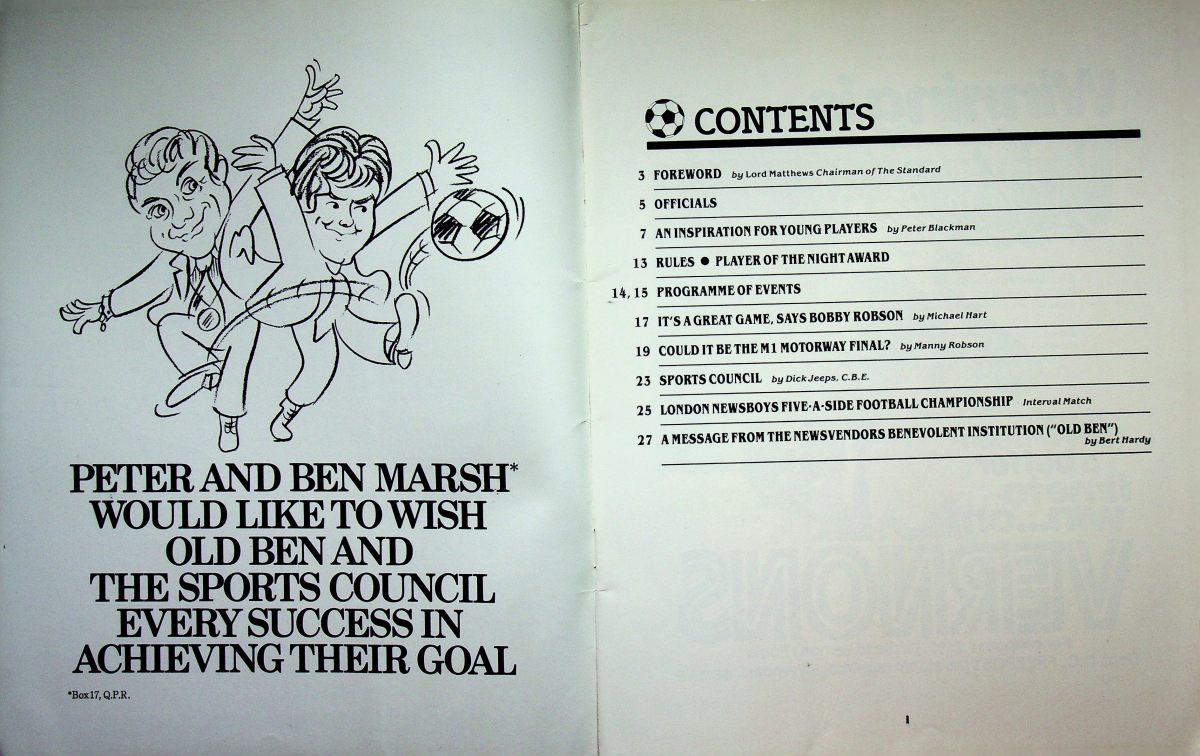 PETER AND BEN MARSH*
WOULD LIKE TO WISH
OLD BEN AND
THE SPORTS COUNCIL
EVERY SUCCESS IN
ACHIEVING THEIR GOAL
*Box 17, Q.P.R.
CONTENTS
3 FOREWORD by Lord Matthews Chairman of The Standard
5 OFFICIALS
7 AN INSPIRATION FOR YOUNG PLAYERS by Peter Blackman
13 RULES ● PLAYER OF THE NIGHT AWARD
14, 15 PROGRAMME OF EVENTS
17 IT'S A GREAT GAME, SAYS BOBBY ROBSON by Michael Hart
19 COULD IT BE THE M1 MOTORWAY FINAL? by Manny Robson
23 SPORTS COUNCIL by Dick Jeeps, C.B.E.
25 LONDON NEWSBOYS FIVE-A-SIDE FOOTBALL CHAMPIONSHIP Interval Match
27 A MESSAGE FROM THE NEWSVENDORS BENEVOLENT INSTITUTION ("OLD BEN")
by Bert Hardy
VERNONS
1